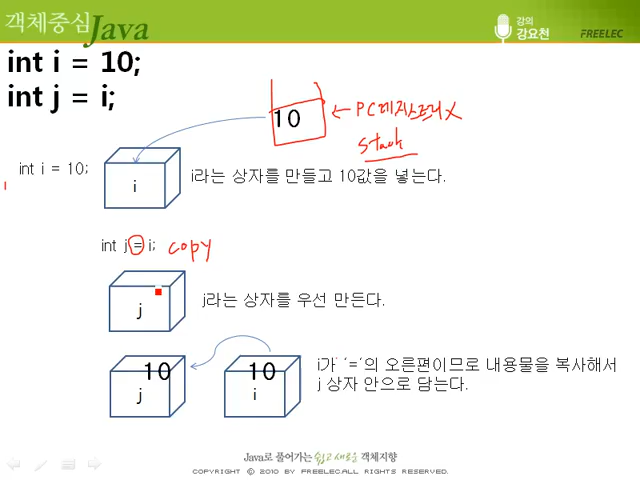 객체중심 Java
강의
강요천
FREELEC
int i = 10;
int j = i;
10
PC레지스트리 X
stack
int i = 10;
i
i라는 상자를 만들고 10값을 넣는다.
int j = i;
copy
j
j라는 상자를 우선 만든다.
10
j
10
i
i가 '='의 오른편이므로 내용물을 복사해서
j 상자 안으로 담는다.
Java로 풀어가는 쉽고 새로운 객체지향
COPYRIGHT ⓒ 2010 BY FREELEC.ALL RIGHTS RESERVED.